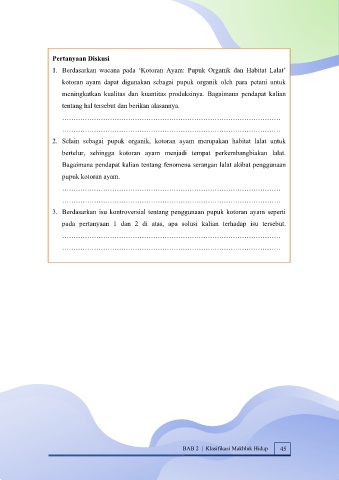 Pertanyaan Diskusi
1. Berdasarkan wacana pada 'Kotoran Ayam: Pupuk Organik dan Habitat Lalat'
kotoran ayam dapat digunakan sebagai pupuk organik oleh para petani untuk
meningkatkan kualitas dan kuantitas produksinya. Bagaimana pendapat kalian
tentang hal tersebut dan berikan alasannya.
................................................................................
................................................................................
2. Selain sebagai pupuk organik, kotoran ayam merupakan habitat lalat untuk
bertelur, sehingga kotoran ayam menjadi tempat perkembangbiakan lalat.
Bagaimana pendapat kalian tentang fenomena serangan lalat akibat penggunaan
pupuk kotoran ayam.
................................................................................
................................................................................
3. Berdasarkan isu kontroversial tentang penggunaan pupuk kotoran ayam seperti
pada pertanyaan 1 dan 2 di atas, apa solusi kalian terhadap isu tersebut.
................................................................................
................................................................................
BAB 2 | Klasifikasi Makhluk Hidup 45